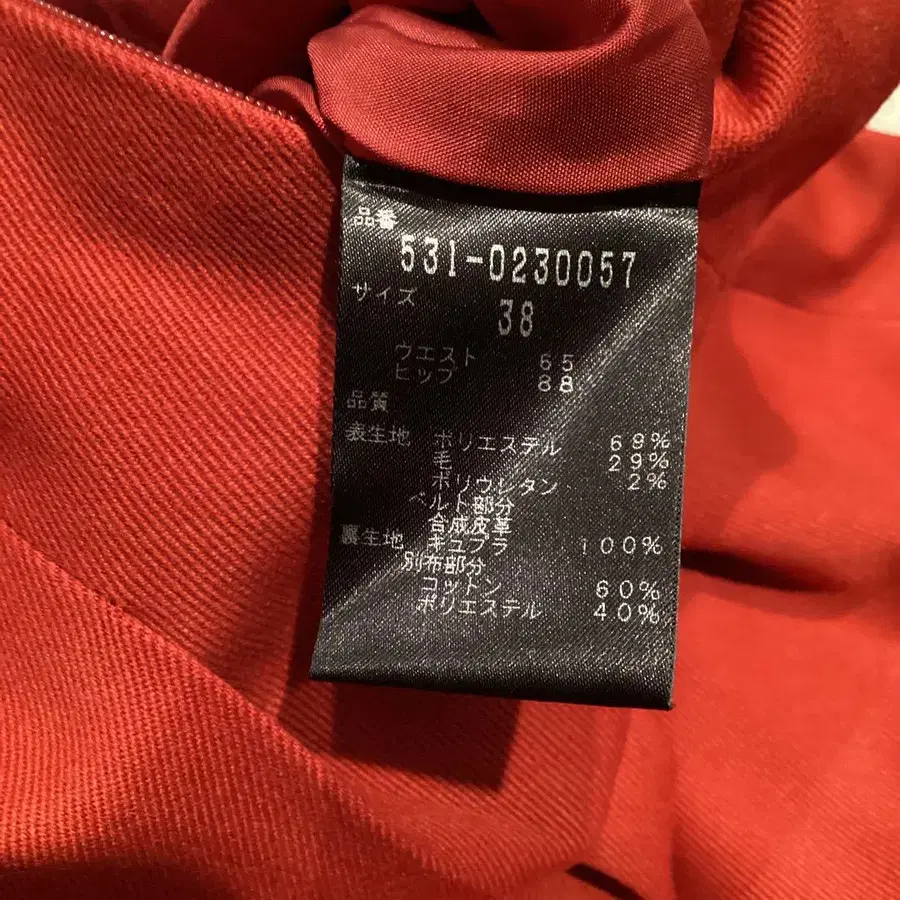 品番
531-0230057
サイズ
38
ウエスト 65
ヒップ 88
品質
表生地 ポリエステル 69%
毛 29%
ポリウレタン 2%
ベルト部分
合成皮革
裏生地 キュプラ 100%
別布部分
コットン 60%
ポリエステル 40%